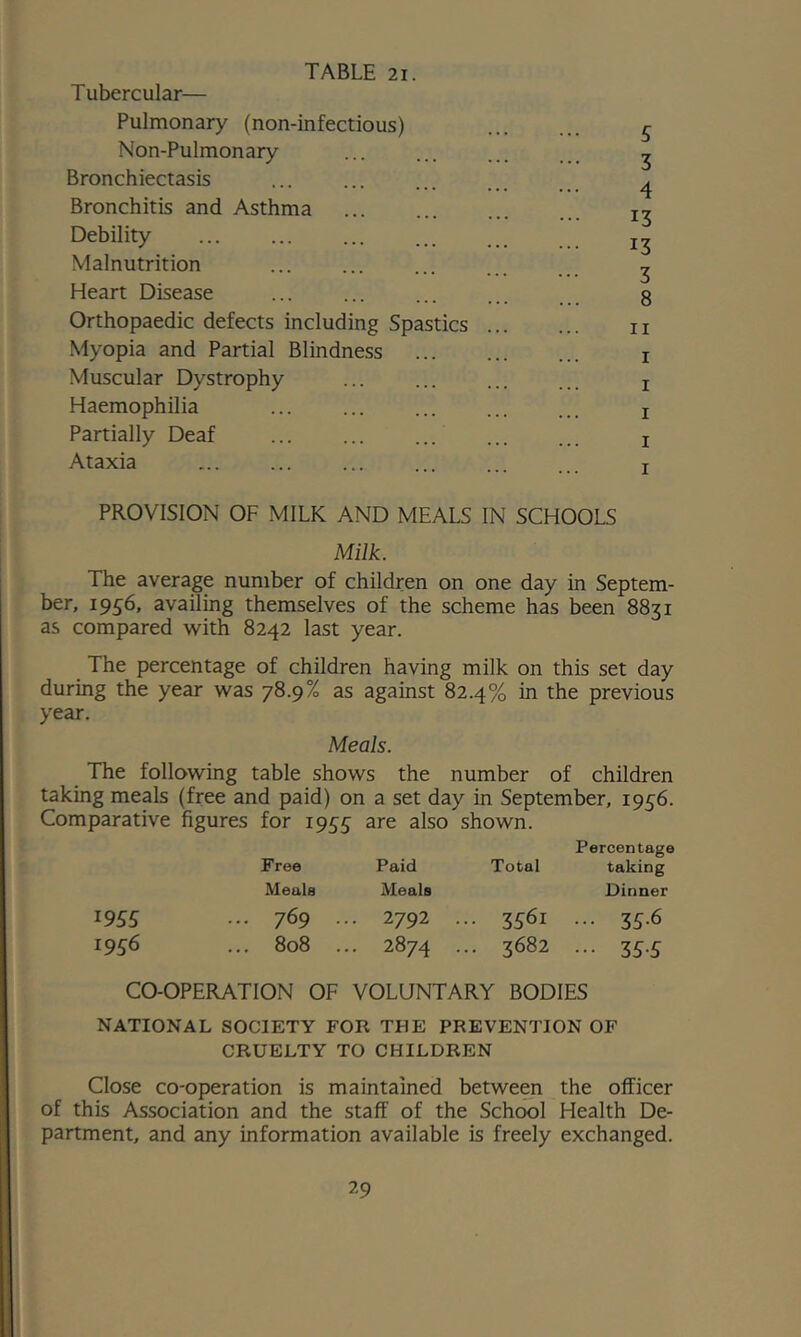 TABLE 21.
Tubercular—
Pulmonary (non-infectious) ... ... 5
Non-Pulmonary ... ... ... ... 3
Bronchiectasis ... ... ... ... ... 4
Bronchitis and Asthma ... ... ... ... 13
Debility ... ... ... ... ... ... 13
Malnutrition ... ... ... ... ... 3
Heart Disease ... ... ... ... ... 8
Orthopaedic defects including Spastics ... ... 11
Myopia and Partial Blindness ... ... ... 1
Muscular Dystrophy ... ... ... ... 1
Haemophilia ... ... ... ... ... 1
Partially Deaf ... ... ... ... ... 1
Ataxia ... ... ... ... ... ... 1
PROVISION OF MILK AND MEALS IN SCHOOLS
Milk.
The average number of children on one day in Septem-
ber, 1956, availing themselves of the scheme has been 8831
as compared with 8242 last year.
The percentage of children having milk on this set day
during the year was 78.9% as against 82.4% in the previous
year.
Meals.
The following table shows the number of children
taking meals (free and paid) on a set day in September, 1956.
Comparative figures for 1955 are also shown.
Percentage
Free Paid Total taking
Meals Meals Dinner
1955 ... 769 ... 2792 ... 3561 ... 35.6
1956 ... 808 ... 2874 ... 3682 ... 35.5
CO-OPERATION OF VOLUNTARY BODIES
NATIONAL SOCIETY FOR THE PREVENTION OF
CRUELTY TO CHILDREN
Close co-operation is maintained between the officer
of this Association and the staff of the School Health De-
partment, and any information available is freely exchanged.
29